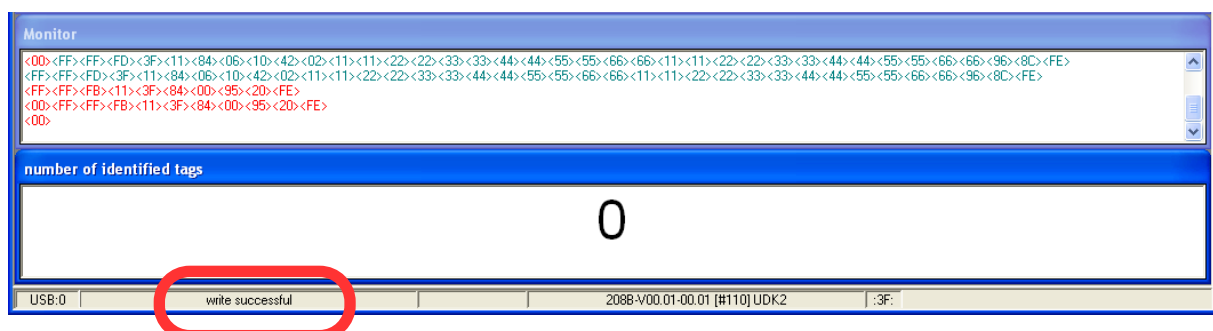 Monitor
<00><FF><FF><FD><3F><11><84><06><10><42><02><11><11><22><22><33><33><44><44><55><55><66><66><11><11><22><22><33><33><44><44><55><55><66><66><96><8C><FE>
<FF><FF><FD><3F><11><84><06><10><42><02><11><11><22><22><33><33><44><44><55><55><66><66><11><11><22><22><33><33><44><44><55><55><66><66><96><8C><FE>
<FF><FF><FB><11><3F><84><00><95><20><FE>
<00><FF><FF><FB><11><3F><84><00><95><20><FE>
<00>
number of identified tags
0
USB:0 write successful 208B-V00.01-00.01 [#110] UDK2 :3F: